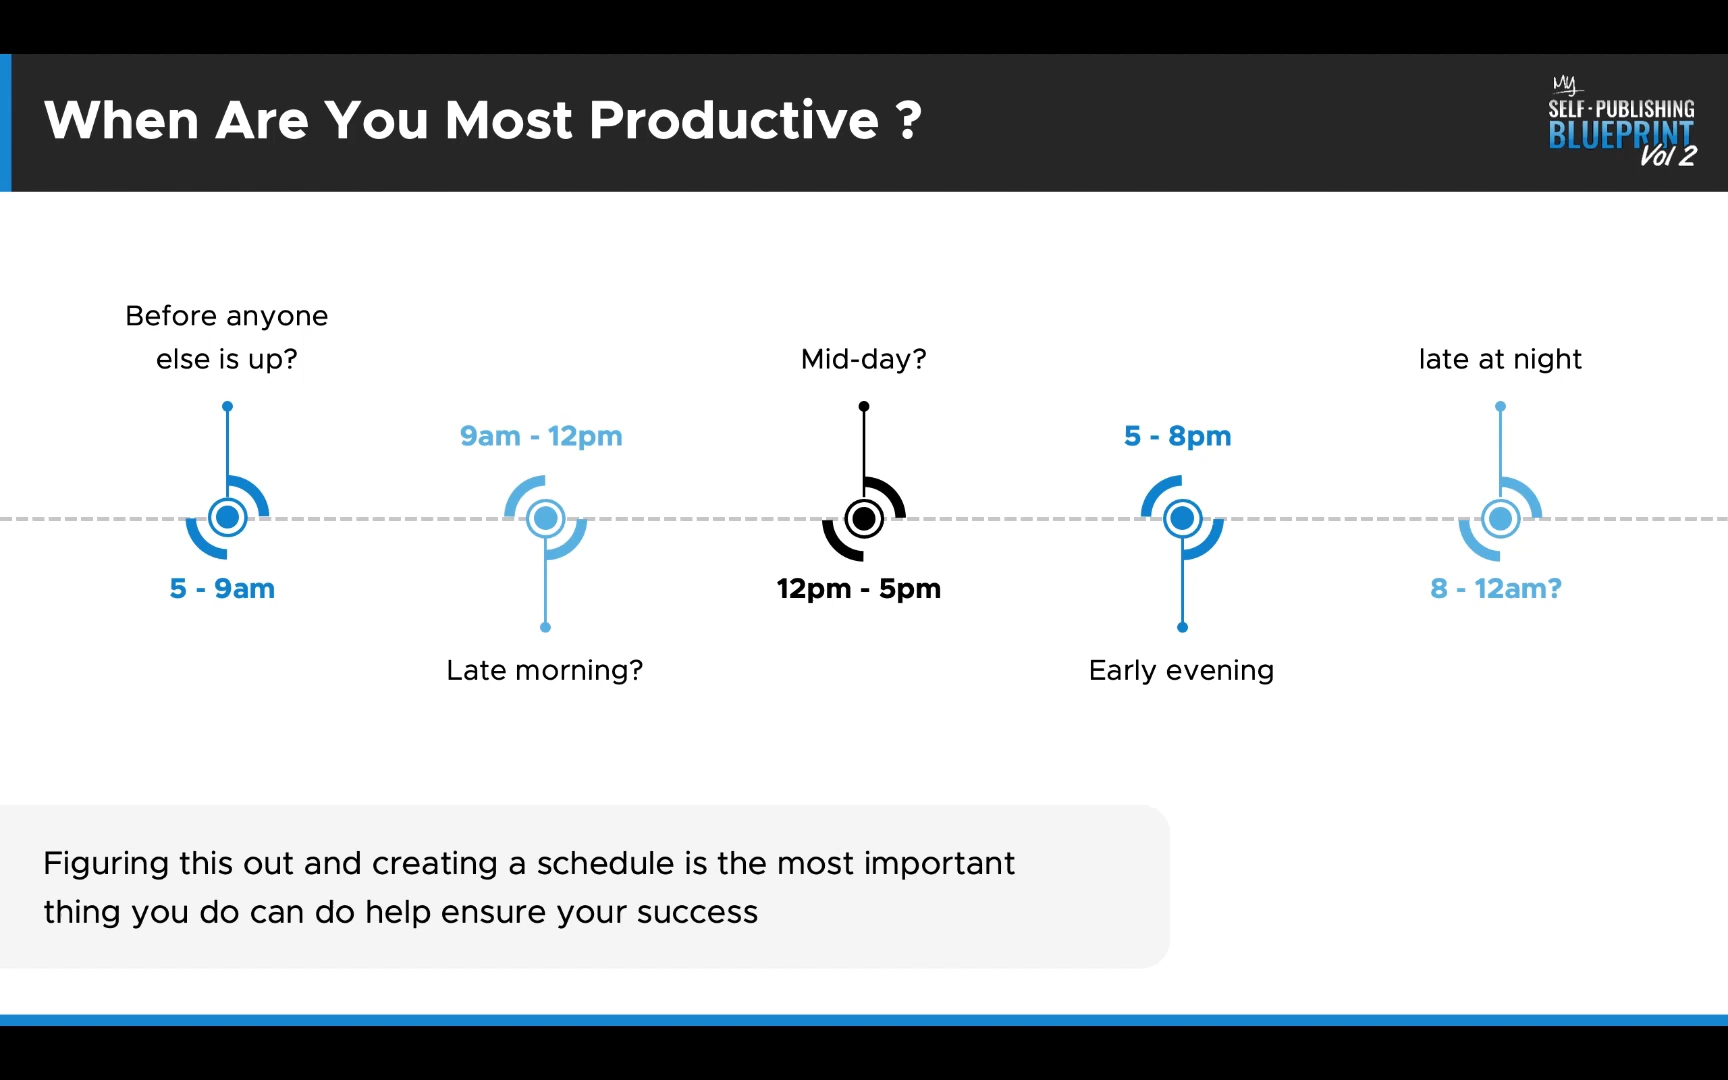 When Are You Most Productive ?
My
SELF-PUBLISHING
BLUEPRINT
Vol 2
Before anyone
else is up?
5 - 9am
9am - 12pm
Late morning?
Mid-day?
12pm - 5pm
5 - 8pm
Early evening
late at night
8 - 12am?
Figuring this out and creating a schedule is the most important
thing you do can do help ensure your success